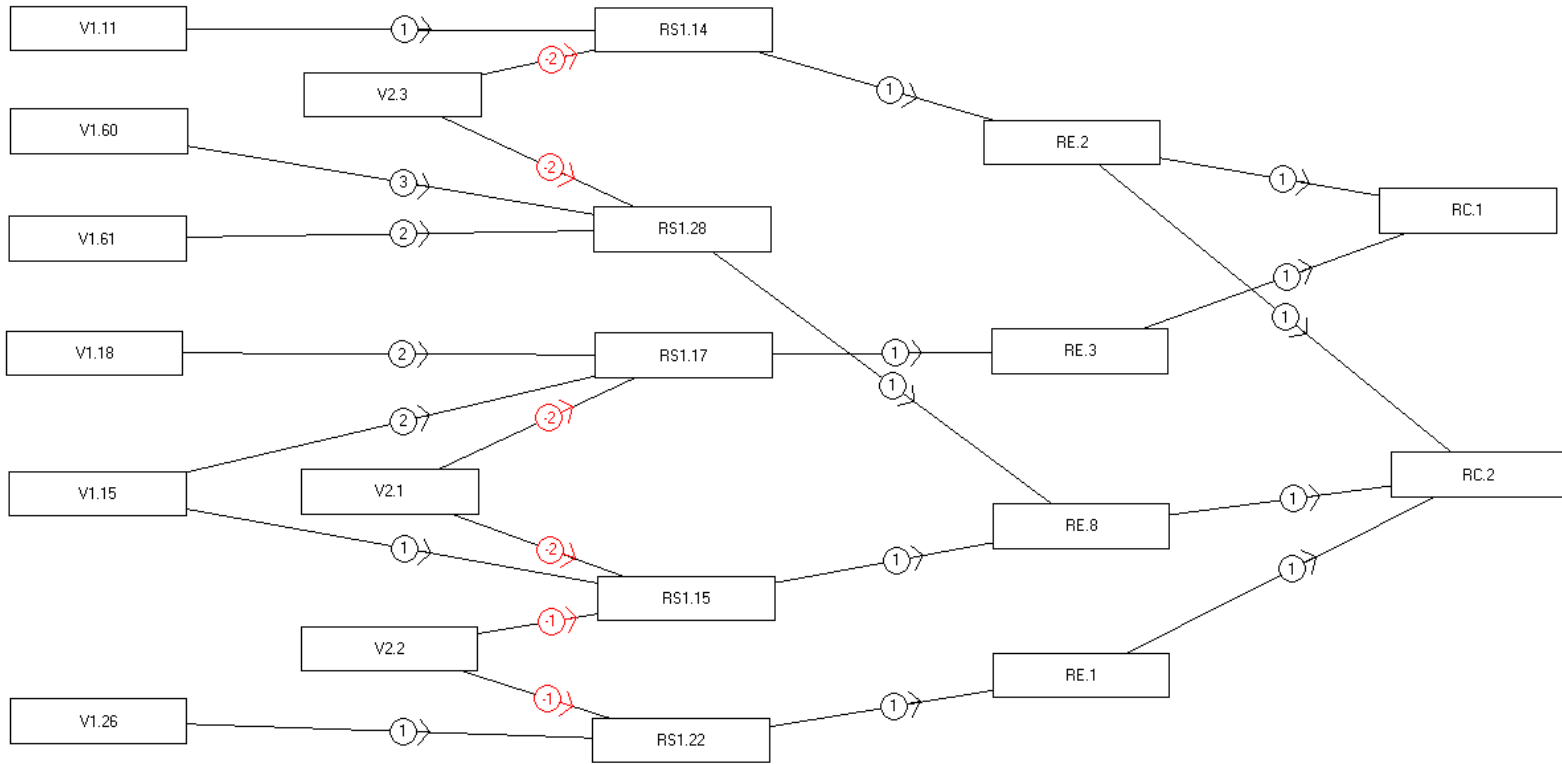 V1.11
1
RS1.14
-2
V2.3
1
V1.60
RE.2
-2
3
1
RC.1
V1.61
2
RS1.28
1
1
V1.18
2
RS1.17
1
RE.3
1
-2
2
V1.15
V2.1
RC.2
1
RE.8
1
-2
1
RS1.15
1
-1
V2.2
RE.1
-1
1
V1.26
1
RS1.22